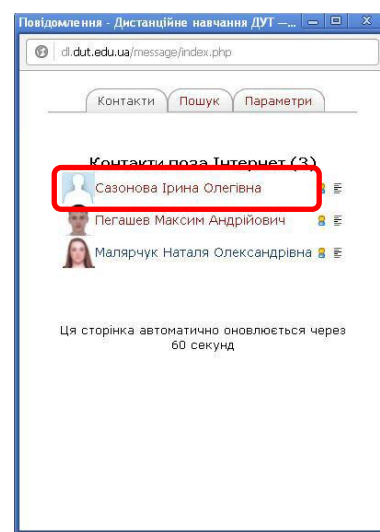 Повідомлення - Дистанційне навчання ДУТ —...
dl.dut.edu.ua/message/index.php
Контакти Пошук Параметри
Контакти поза Інтернет (3)
Сазонова Ірина Олегівна
Пегашев Максим Андрійович
Малярчук Наталя Олександрівна
Ця сторінка автоматично оновлюється через
60 секунд